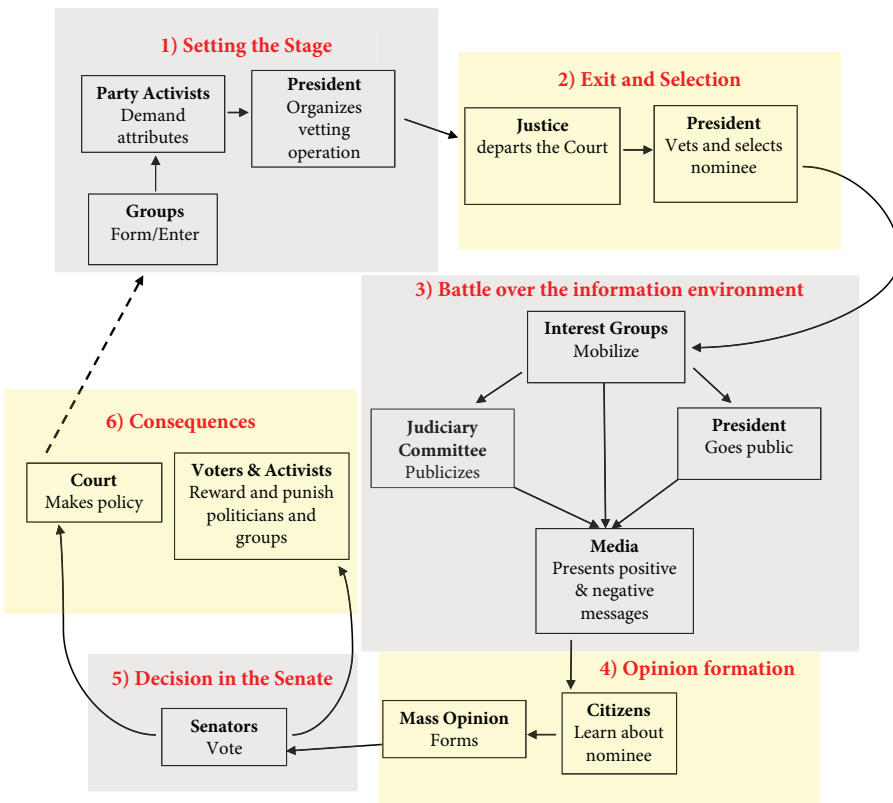 1) Setting the Stage
Party Activists
Demand
attributes
President
Organizes
vetting
operation
Groups
Form/Enter
2) Exit and Selection
Justice
departs the Court
President
Vets and selects
nominee
3) Battle over the information environment
Interest Groups
Mobilize
Judiciary
Committee
Publicizes
President
Goes public
Media
Presents positive
& negative
messages
4) Opinion formation
Citizens
Learn about
nominee
Mass Opinion
Forms
5) Decision in the Senate
Senators
Vote
6) Consequences
Court
Makes policy
Voters & Activists
Reward and punish
politicians and
groups